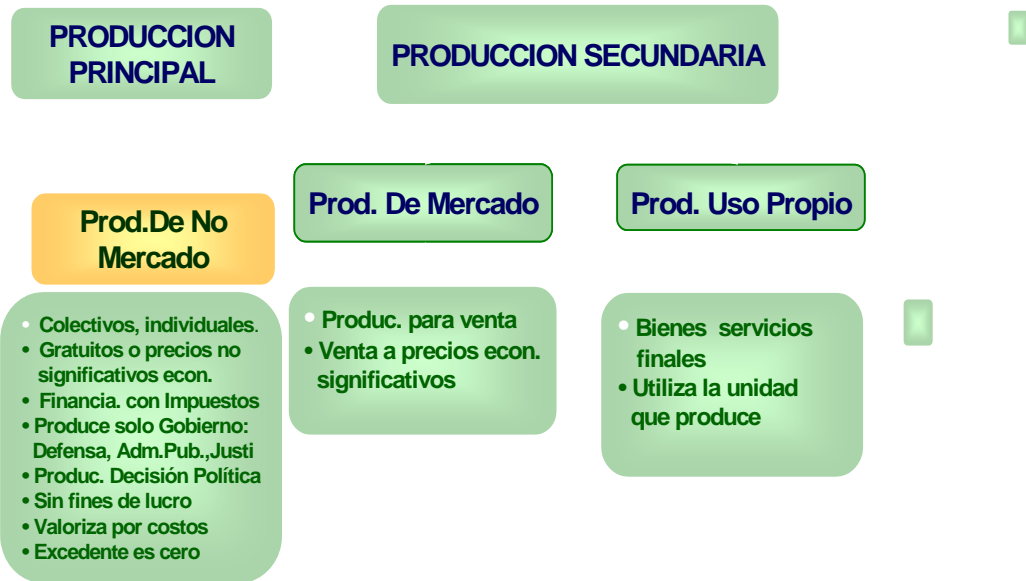 PRODUCCION
PRINCIPAL
PRODUCCION SECUNDARIA
Prod.De No
Mercado
• Colectivos, individuales.
• Gratuitos o precios no
significativos econ.
• Financia. con Impuestos
• Produce solo Gobierno:
Defensa, Adm.Pub.,Justi
• Produc. Decisión Política
• Sin fines de lucro
• Valoriza por costos
• Excedente es cero
Prod. De Mercado
• Produc. para venta
• Venta a precios econ.
significativos
Prod. Uso Propio
• Bienes servicios
finales
• Utiliza la unidad
que produce